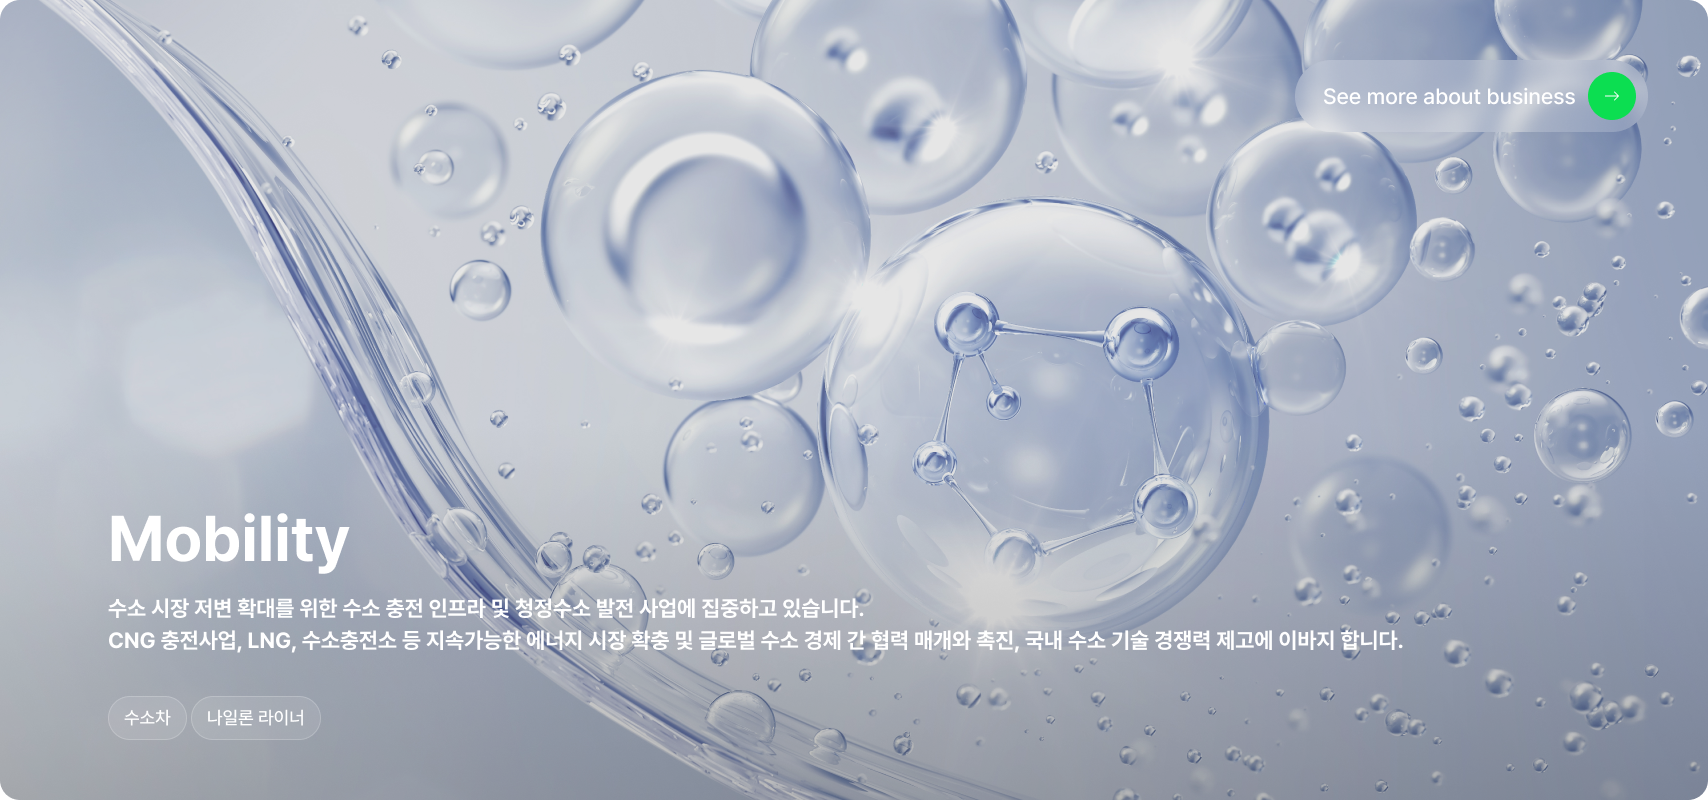 See more about business
Mobility
수소 시장 저변 확대를 위한 수소 충전 인프라 및 청정수소 발전 사업에 집중하고 있습니다.
CNG 충전사업, LNG, 수소충전소 등 지속가능한 에너지 시장 확충 및 글로벌 수소 경제 간 협력 매개와 촉진, 국내 수소 기술 경쟁력 제고에 이바지 합니다.
수소차
나일론 라이너